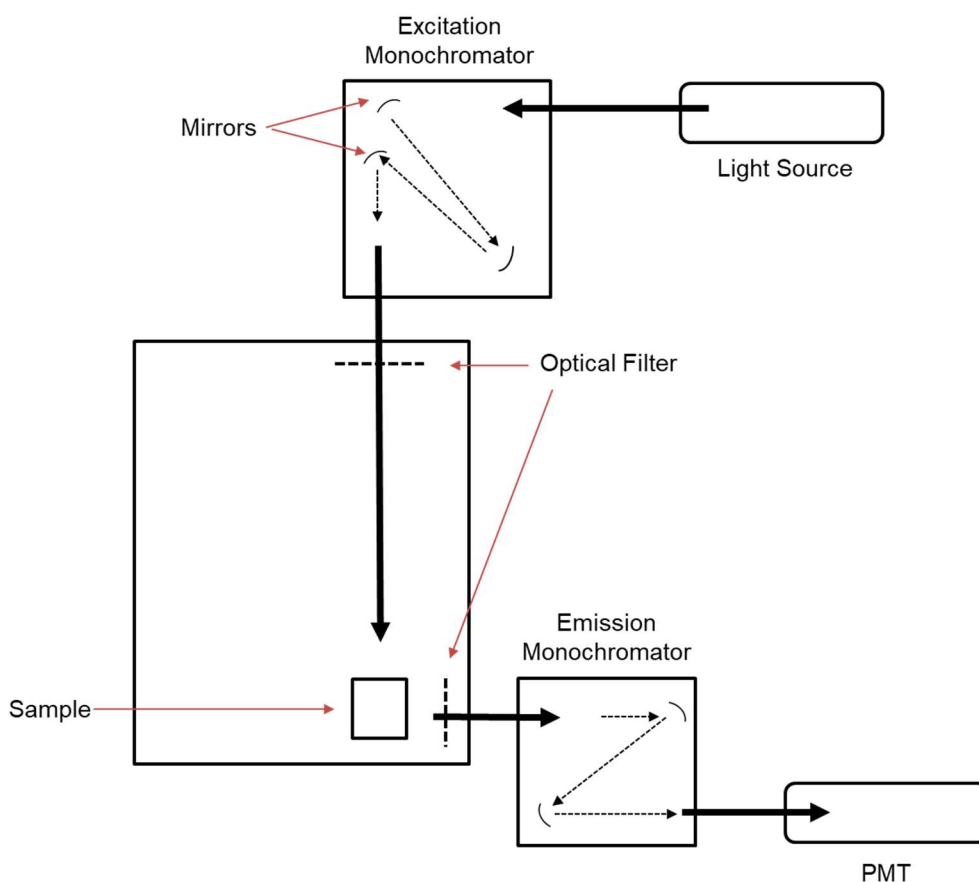 Excitation
Monochromator
Mirrors
Light Source
Optical Filter
Emission
Monochromator
Sample
PMT